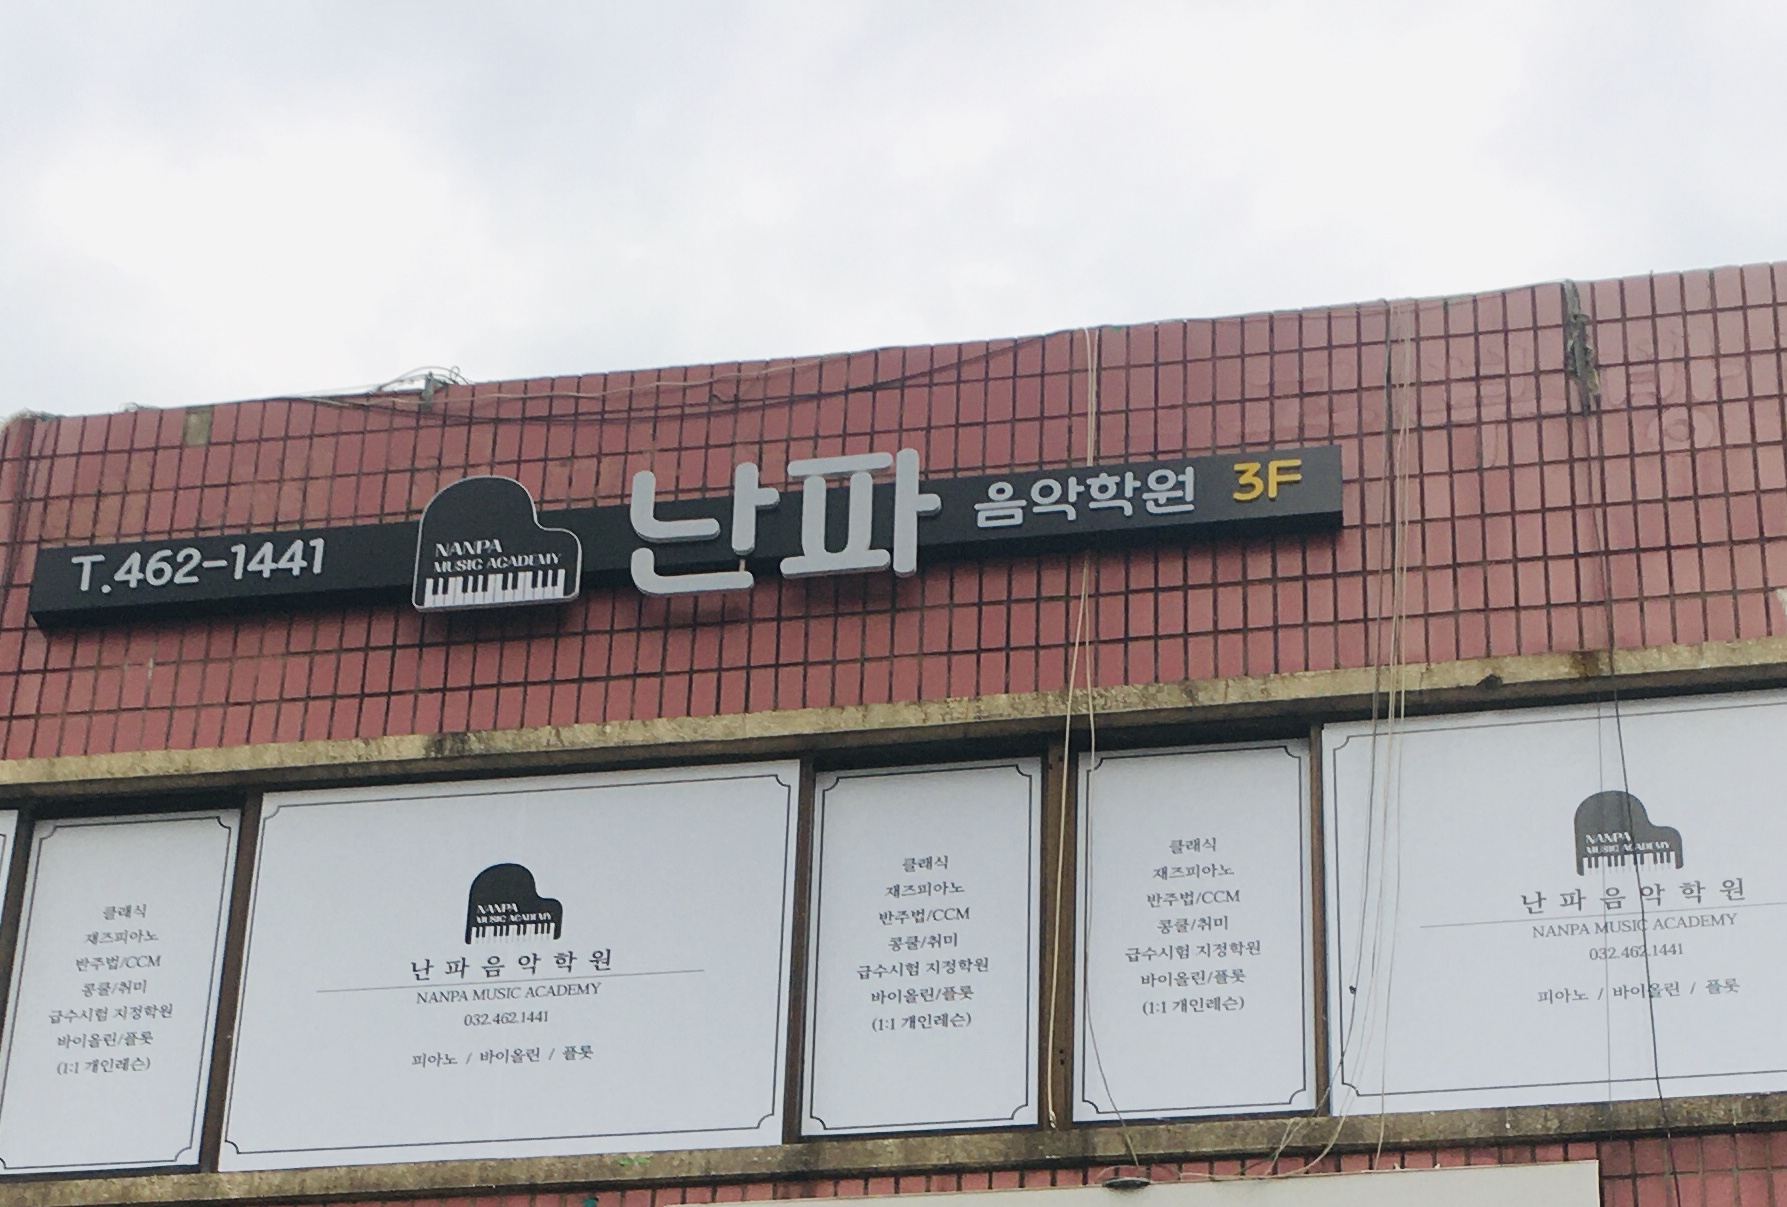 T.462-1441
NANPA
MUSIC ACADEMY
난파 음악학원 3F
클래식
재즈피아노
반주법/CCM
콩쿨/취미
급수시험 지정학원
바이올린/플룻
(1:1 개인레슨)
NANPA
MUSIC ACADEMY
난파음악학원
NANPA MUSIC ACADEMY
032.462.1441
피아노 / 바이올린 / 플룻
클래식
재즈피아노
반주법/CCM
콩쿨/취미
급수시험 지정학원
바이올린/플룻
(1:1 개인레슨)
클래식
재즈피아노
반주법/CCM
콩쿨/취미
급수시험 지정학원
바이올린/플룻
(1:1 개인레슨)
NANPA
MUSIC ACADEMY
난파음악학원
NANPA MUSIC ACADEMY
032.462.1441
피아노 / 바이올린 / 플룻